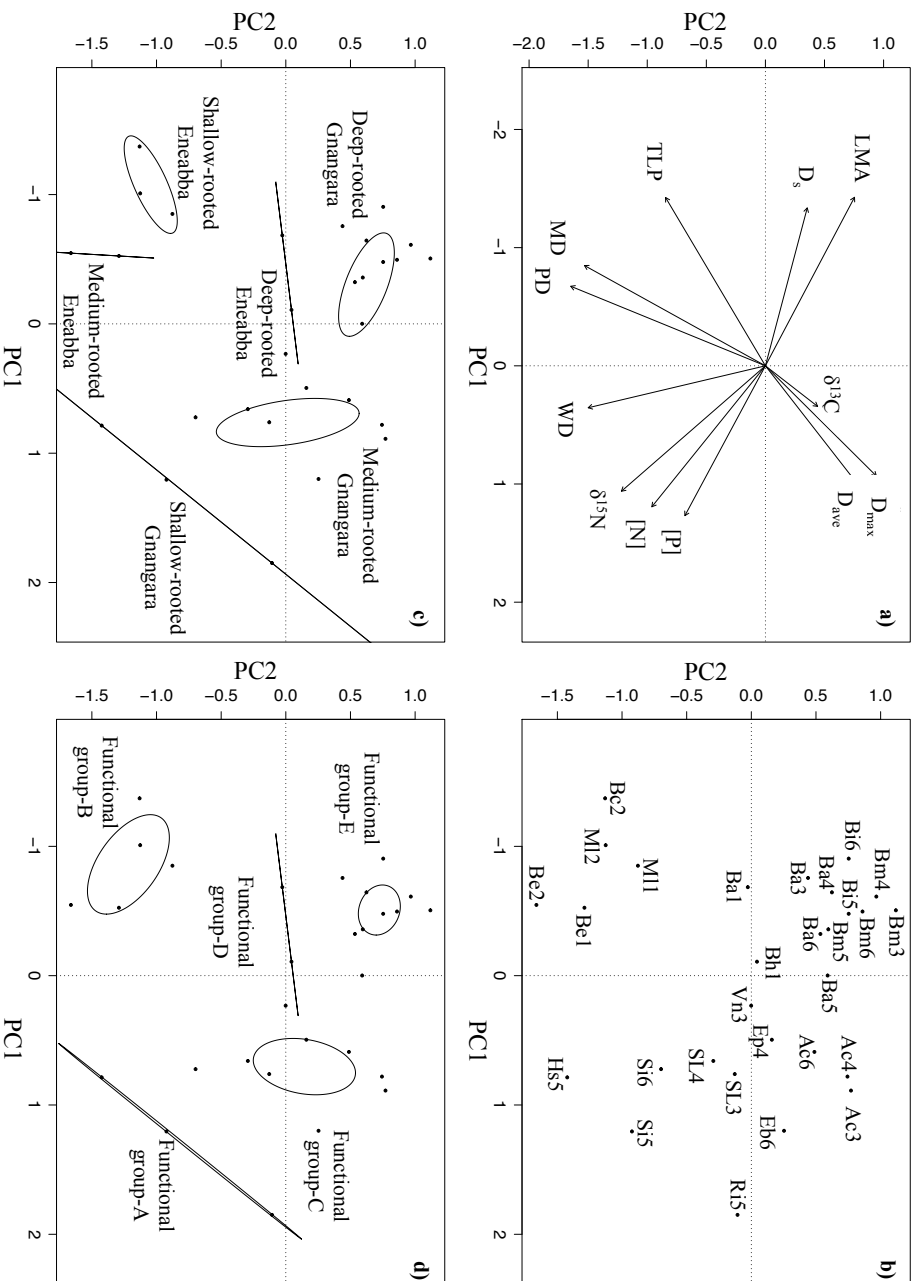 a)
PC2
1.0
0.5
0.0
−0.5
−1.0
−1.5
−2.0
LMA
Ds
TLP
MD
PD
δ13C
Dmax
Dave
[P]
[N]
δ15N
WD
−2
−1
0
1
2
PC1
b)
PC2
1.0
0.5
0.0
−0.5
−1.0
−1.5
Bm3
Bm4
Bm6
Bi6
Bi5
Bm5
Ba4
Ba6
Ba3
Ba5
Ac3
Ac4
Ac6
Eb6
Ep4
Bh1
Vn3
Ba1
SL3
Ri5
SL4
Si6
Ml1
Si5
Ml2
Bc2
Be1
Hs5
Be2
-1
0
1
2
PC1
c)
PC2
1.0
0.5
0.0
−0.5
−1.0
−1.5
Deep-rooted
Gnangara
Medium-rooted
Gnangara
Deep-rooted
Eneabba
Shallow-rooted
Eneabba
Shallow-rooted
Gnangara
Medium-rooted
Eneabba
-1
0
1
2
PC1
d)
PC2
1.0
0.5
0.0
−0.5
−1.0
−1.5
Functional
group-E
Functional
group-C
Functional
group-D
Functional
group-A
Functional
group-B
-1
0
1
2
PC1